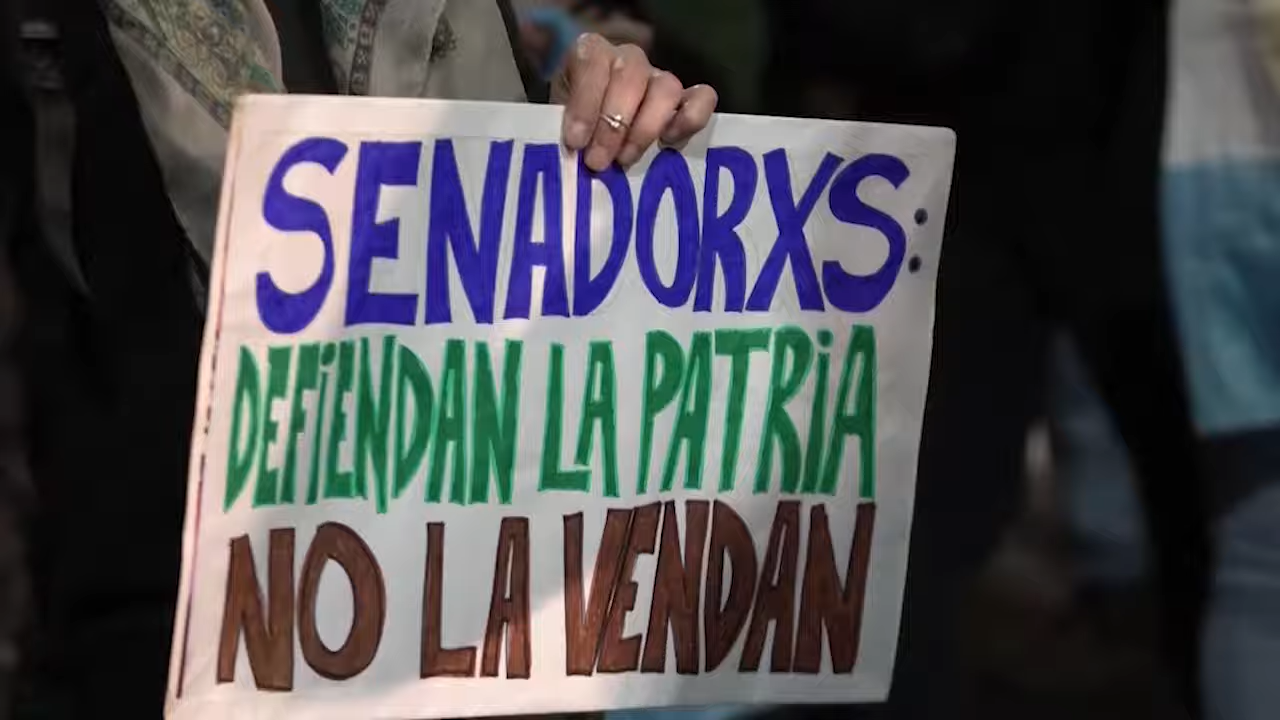 SENADORXS:
DEFiENDAN LA PATRiA
NO LA VENDAN